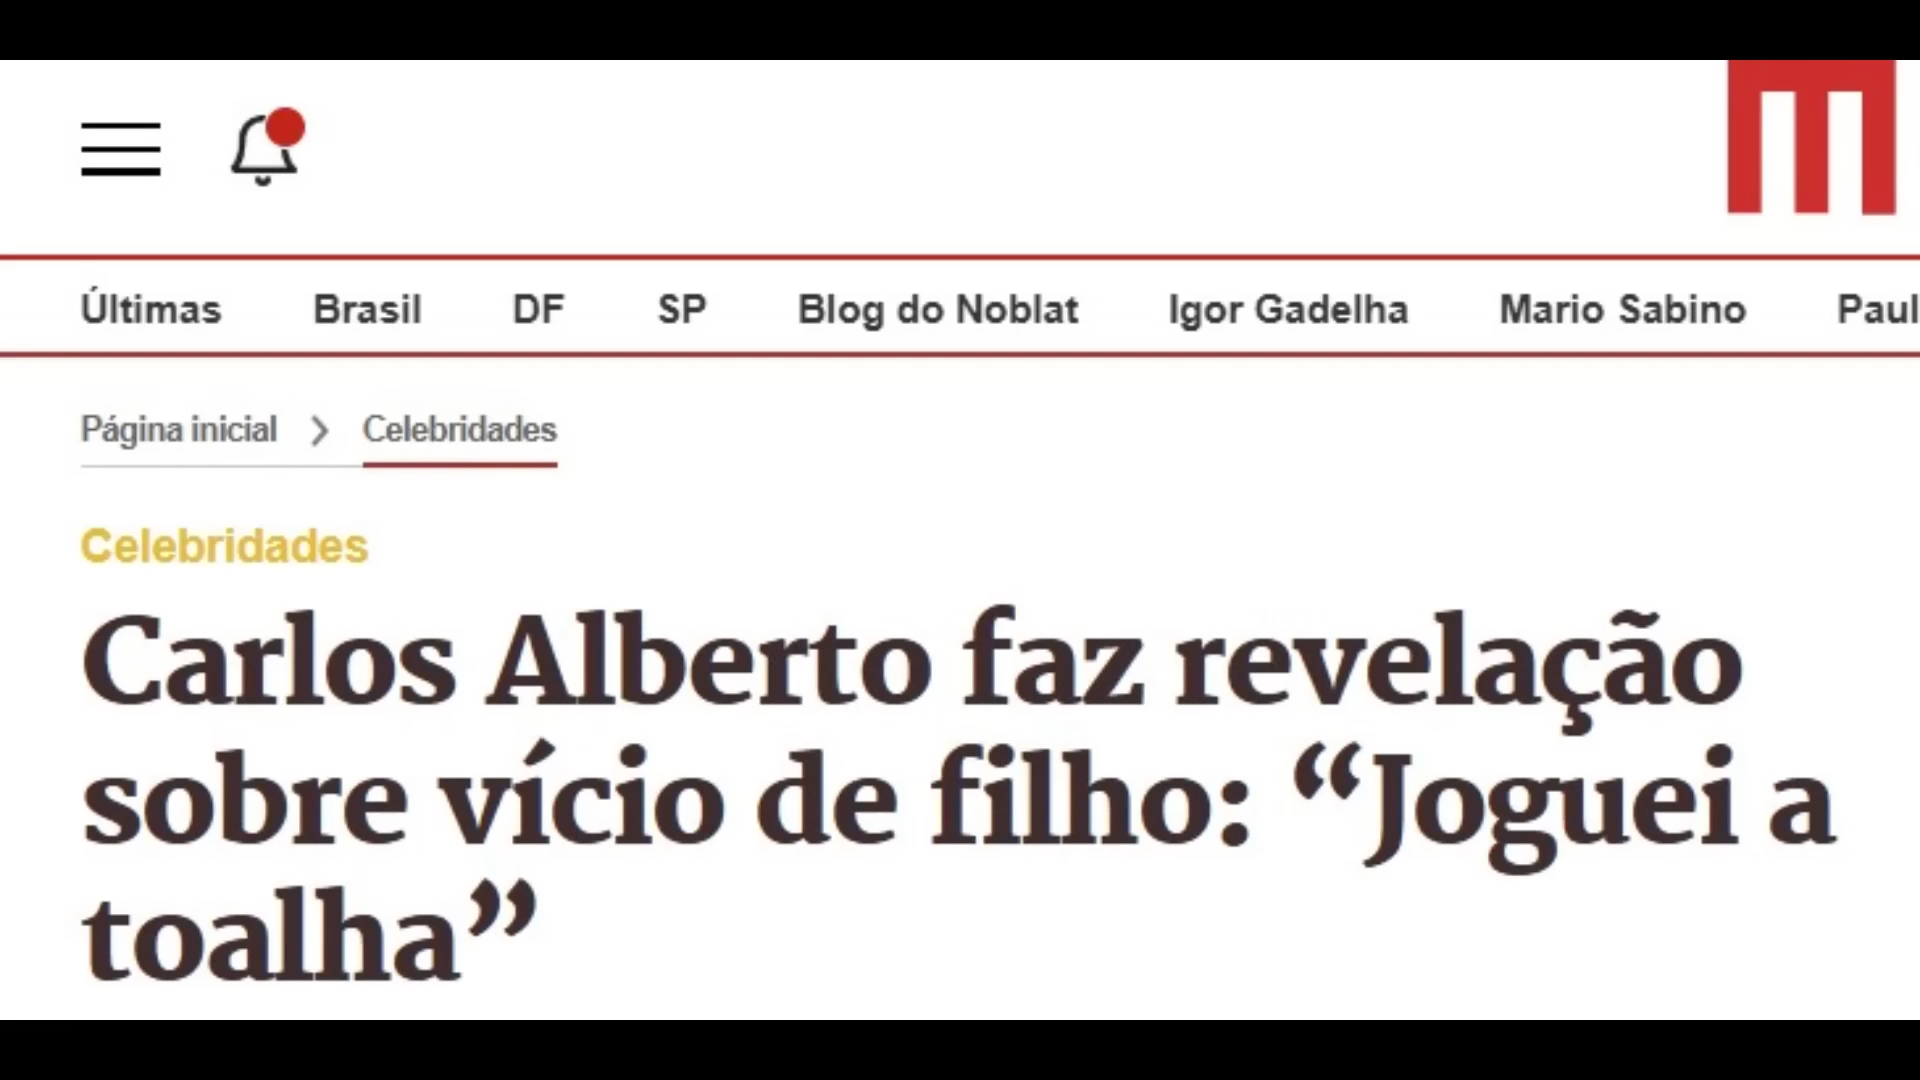 Últimas Brasil DF SP Blog do Noblat Igor Gadelha Mario Sabino Paul
Página inicial > Celebridades
Celebridades
Carlos Alberto faz revelação
sobre vício de filho: “Joguei a
toalha”